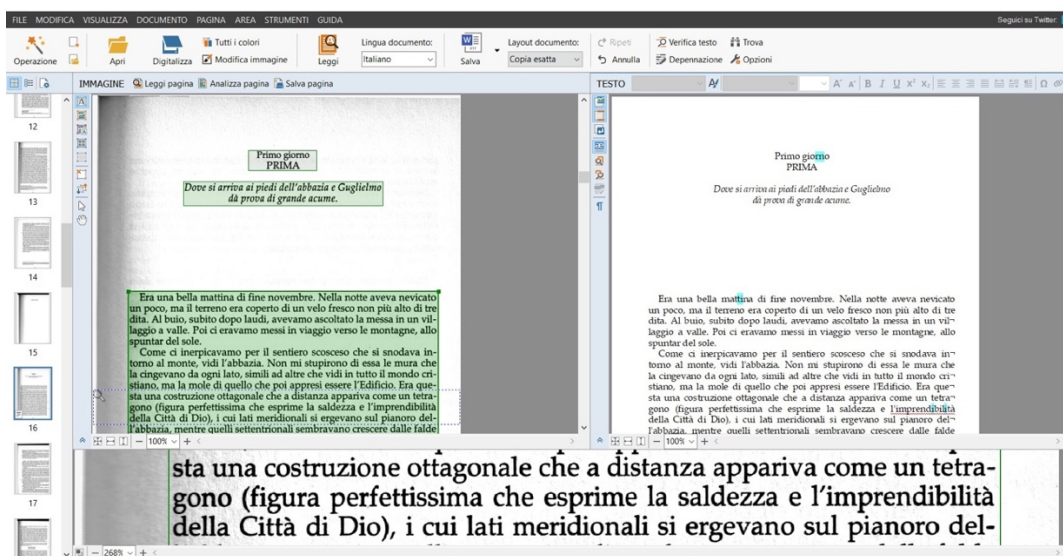 FILE MODIFICA VISUALIZZA DOCUMENTO PAGINA AREA STRUMENTI GUIDA
Seguici su Twitter:
Operazione
Apri
Digitalizza
Tutti i colori
Modifica immagine
Leggi
Lingua documento:
Italiano
Salva
Layout documento:
Copia esatta
Ripeti
Annulla
Verifica testo
Depennazione
Trova
Opzioni
IMMAGINE Leggi pagina Analizza pagina Salva pagina
TESTO
12
13
14
15
16
17
Primo giorno
PRIMA
Dove si arriva ai piedi dell'abbazia e Guglielmo
dà prova di grande acume.
Era una bella mattina di fine novembre. Nella notte aveva nevicato
un poco, ma il terreno era coperto di un velo fresco non più alto di tre
dita. Al buio, subito dopo laudi, avevamo ascoltato la messa in un vil-
laggio a valle. Poi ci eravamo messi in viaggio verso le montagne, allo
spuntar del sole.
Come ci inerpicavamo per il sentiero scosceso che si snodava in-
torno al monte, vidi l'abbazia. Non mi stupirono di essa le mura che
la cingevano da ogni lato, simili ad altre che vidi in tutto il mondo cri-
stiano, ma la mole di quello che poi appresi essere l'Edificio. Era que-
sta una costruzione ottagonale che a distanza appariva come un tetra-
gono (figura perfettissima che esprime la saldezza e l'imprendibilità
della Città di Dio), i cui lati meridionali si ergevano sul pianoro del-
l'abbazia, mentre quelli settentrionali sembravano crescere dalle falde
100%
Primo giorno
PRIMA
Dove si arriva ai piedi dell'abbazia e Guglielmo
dà prova di grande acume.
Era una bella mattina di fine novembre. Nella notte aveva nevicato
un poco, ma il terreno era coperto di un velo fresco non più alto di tre
dita. Al buio, subito dopo laudi, avevamo ascoltato la messa in un vil¬
laggio a valle. Poi ci eravamo messi in viaggio verso le montagne, allo
spuntar del sole.
Come ci inerpicavamo per il sentiero scosceso che si snodava in¬
torno al monte, vidi l'abbazia. Non mi stupirono di essa le mura che
la cingevano da ogni lato, simili ad altre che vidi in tutto il mondo cri¬
stiano, ma la mole di quello che poi appresi essere l'Edificio. Era que¬
sta una costruzione ottagonale che a distanza appariva come un tetra¬
gono (figura perfettissima che esprime la saldezza e l'imprendibilità
della Città di Dio), i cui lati meridionali si ergevano sul pianoro del¬
l'abbazia, mentre quelli settentrionali sembravano crescere dalle falde
100%
sta una costruzione ottagonale che a distanza appariva come un tetra-
gono (figura perfettissima che esprime la saldezza e l'imprendibilità
della Città di Dio), i cui lati meridionali si ergevano sul pianoro del-
268%